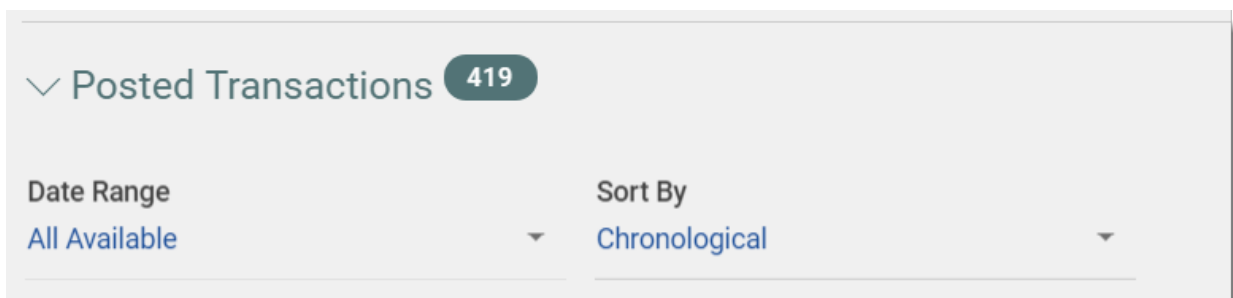 Posted Transactions 419
Date Range
Sort By
All Available
Chronological